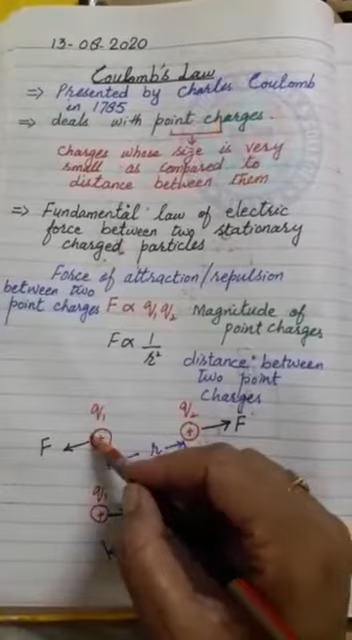 13-08-2020
Coulomb's Law
⇒ Presented by Charles Coulomb
in 1785
⇒ deals with point charges.
Charges whose size is very
small as compared to
distance between them
⇒ Fundamental law of electric
force between two stationary
charged particles
Force of attraction/repulsion
between two
point charges F ∝ q₁q₂ Magnitude of
point charges
F ∝ 1/r²
distance between
two point
charges
q₁ q₂
F + r + F
q₁
+